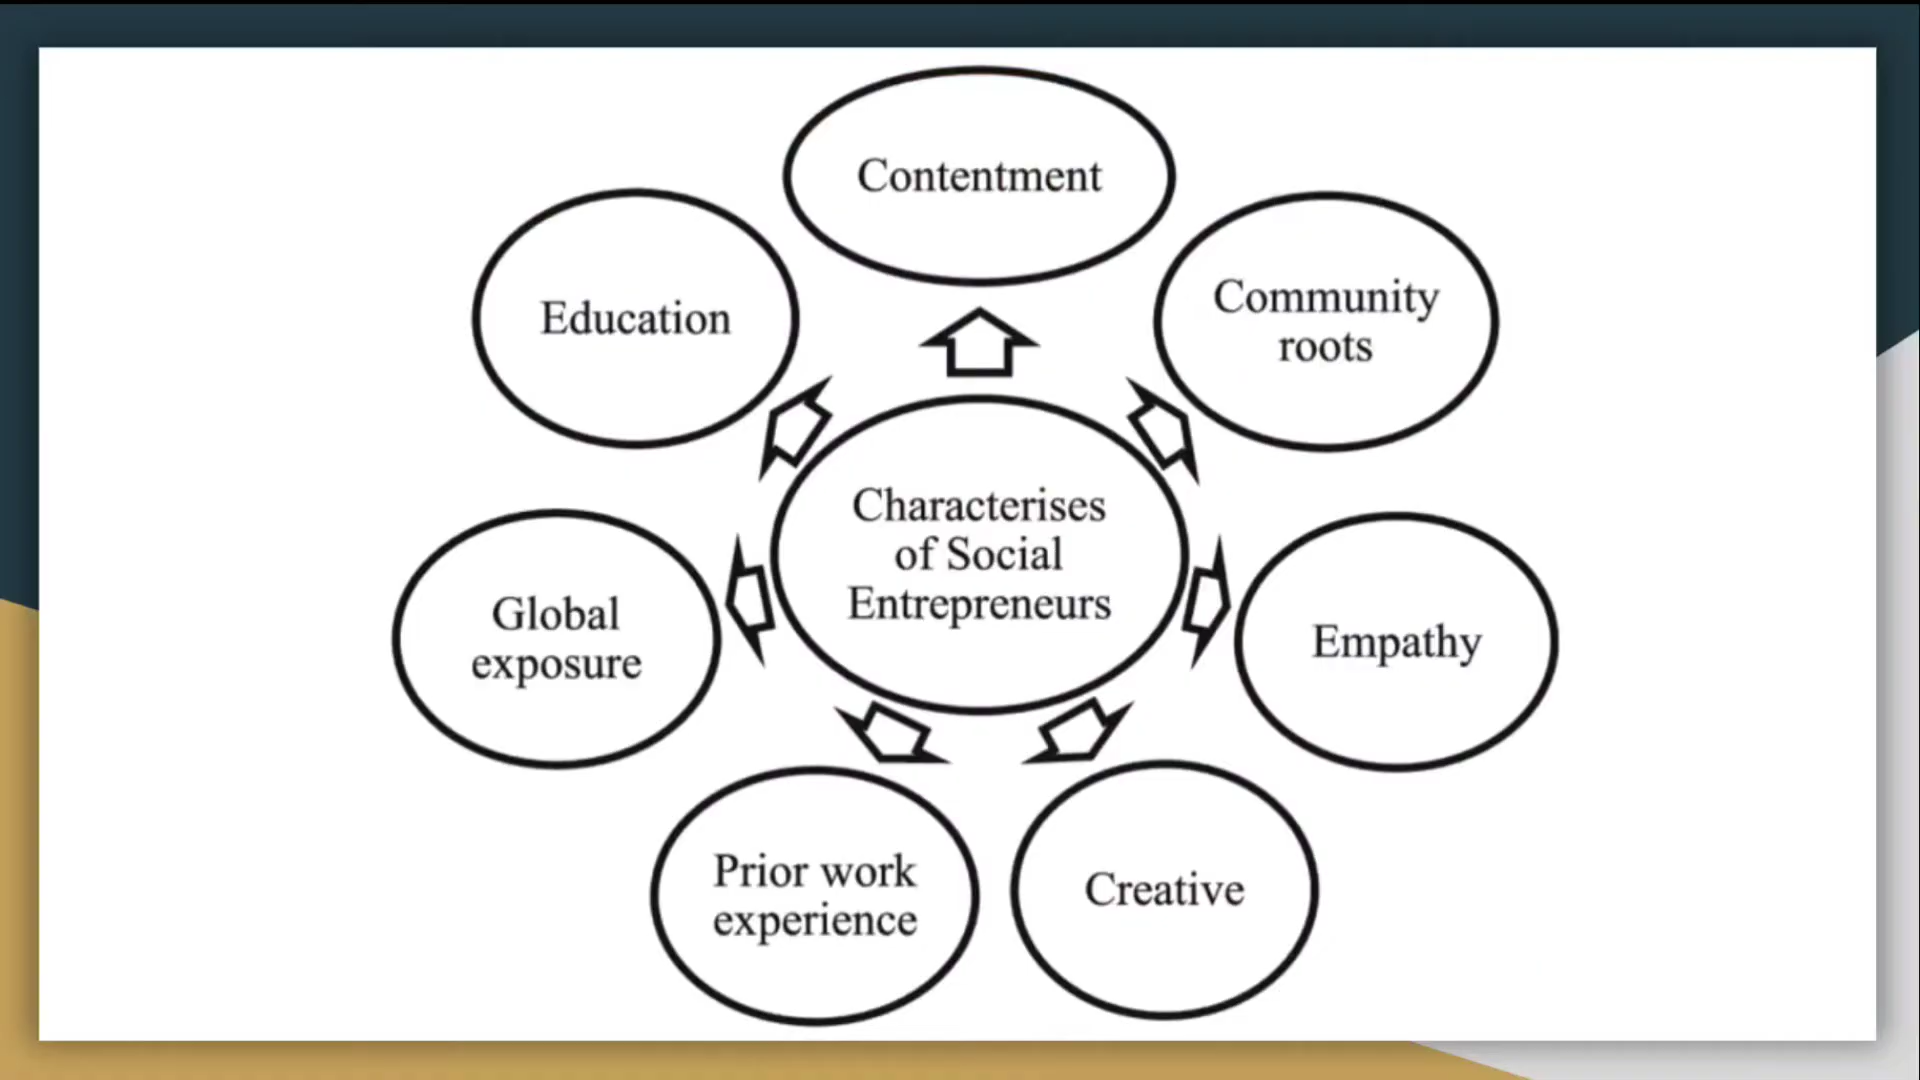 Contentment
Education
Community
roots
Characterises
of Social
Entrepreneurs
Global
exposure
Empathy
Prior work
experience
Creative